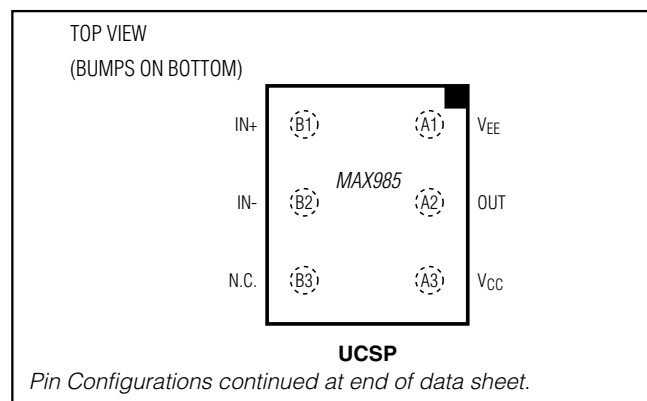 TOP VIEW
(BUMPS ON BOTTOM)
IN+ B1 A1 VEE
MAX985
IN- B2 A2 OUT
N.C. B3 A3 VCC
UCSP
Pin Configurations continued at end of data sheet.